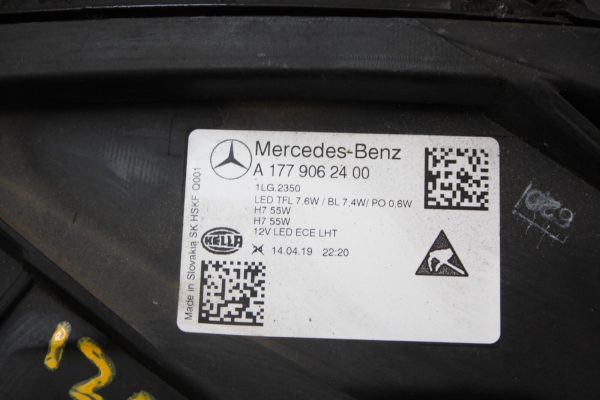 Mercedes-Benz
A 177 906 24 00
1LG.2350
LED TFL 7,6W / BL 7,4W/ PO 0,6W
H7 55W
H7 55W
12V LED ECE LHT
HELLA
14.04.19 22:20
Made in Slovakia SK HSKF Q001